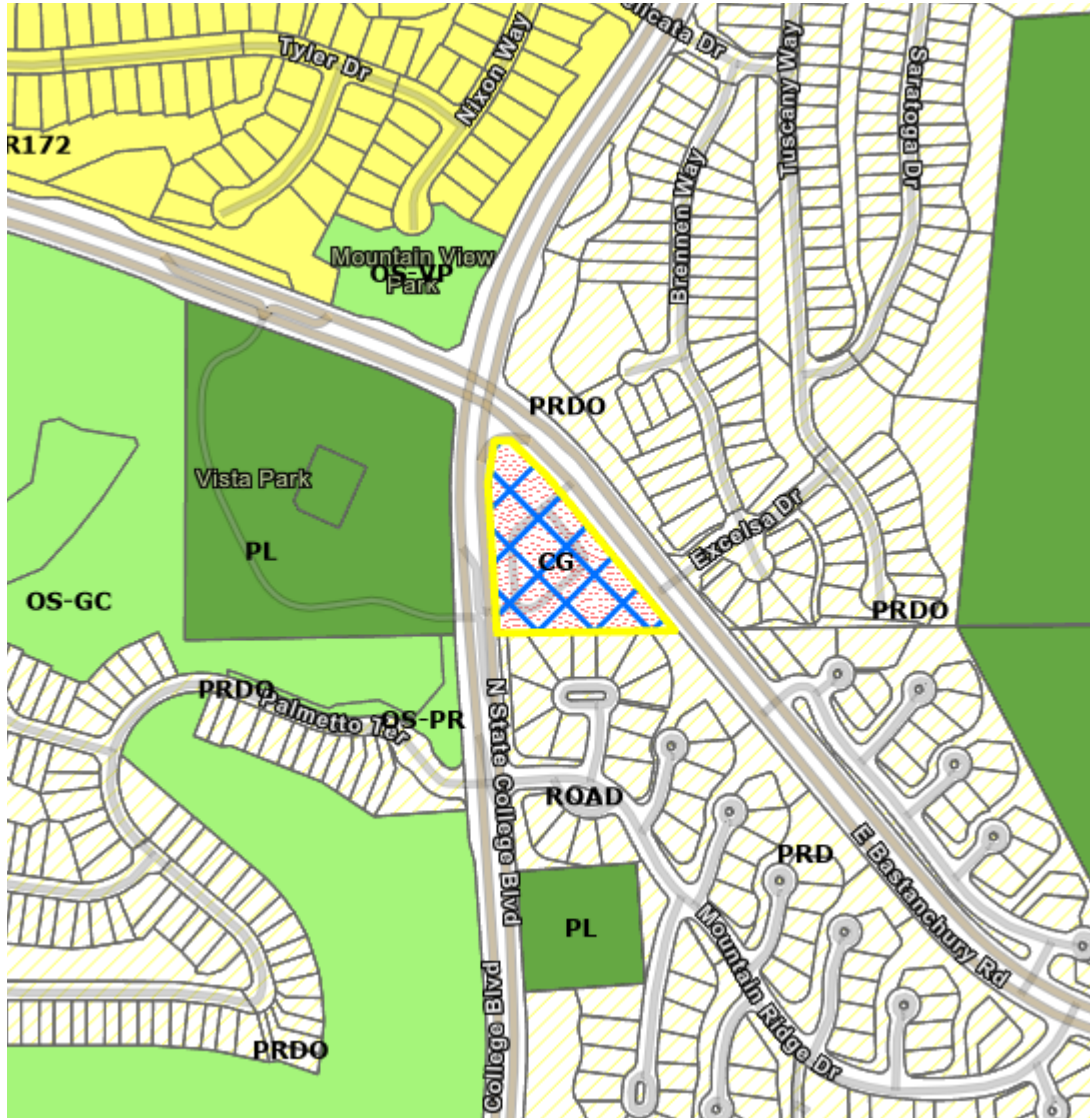 elicata Dr
Tyler Dr
Nixon Way
Tuscany Way
Saratoga Dr
R172
Brennen Way
Mountain View
Park
OS-VP
PRDO
Vista Park
PL
CG
Excelsa Dr
OS-GC
PRDO
PRDO
Palmetto Ter
OS-PR
N State College Blvd
ROAD
PRD
E Bastanchury Rd
PL
Mountain Ridge Dr
College Blvd
PRDO